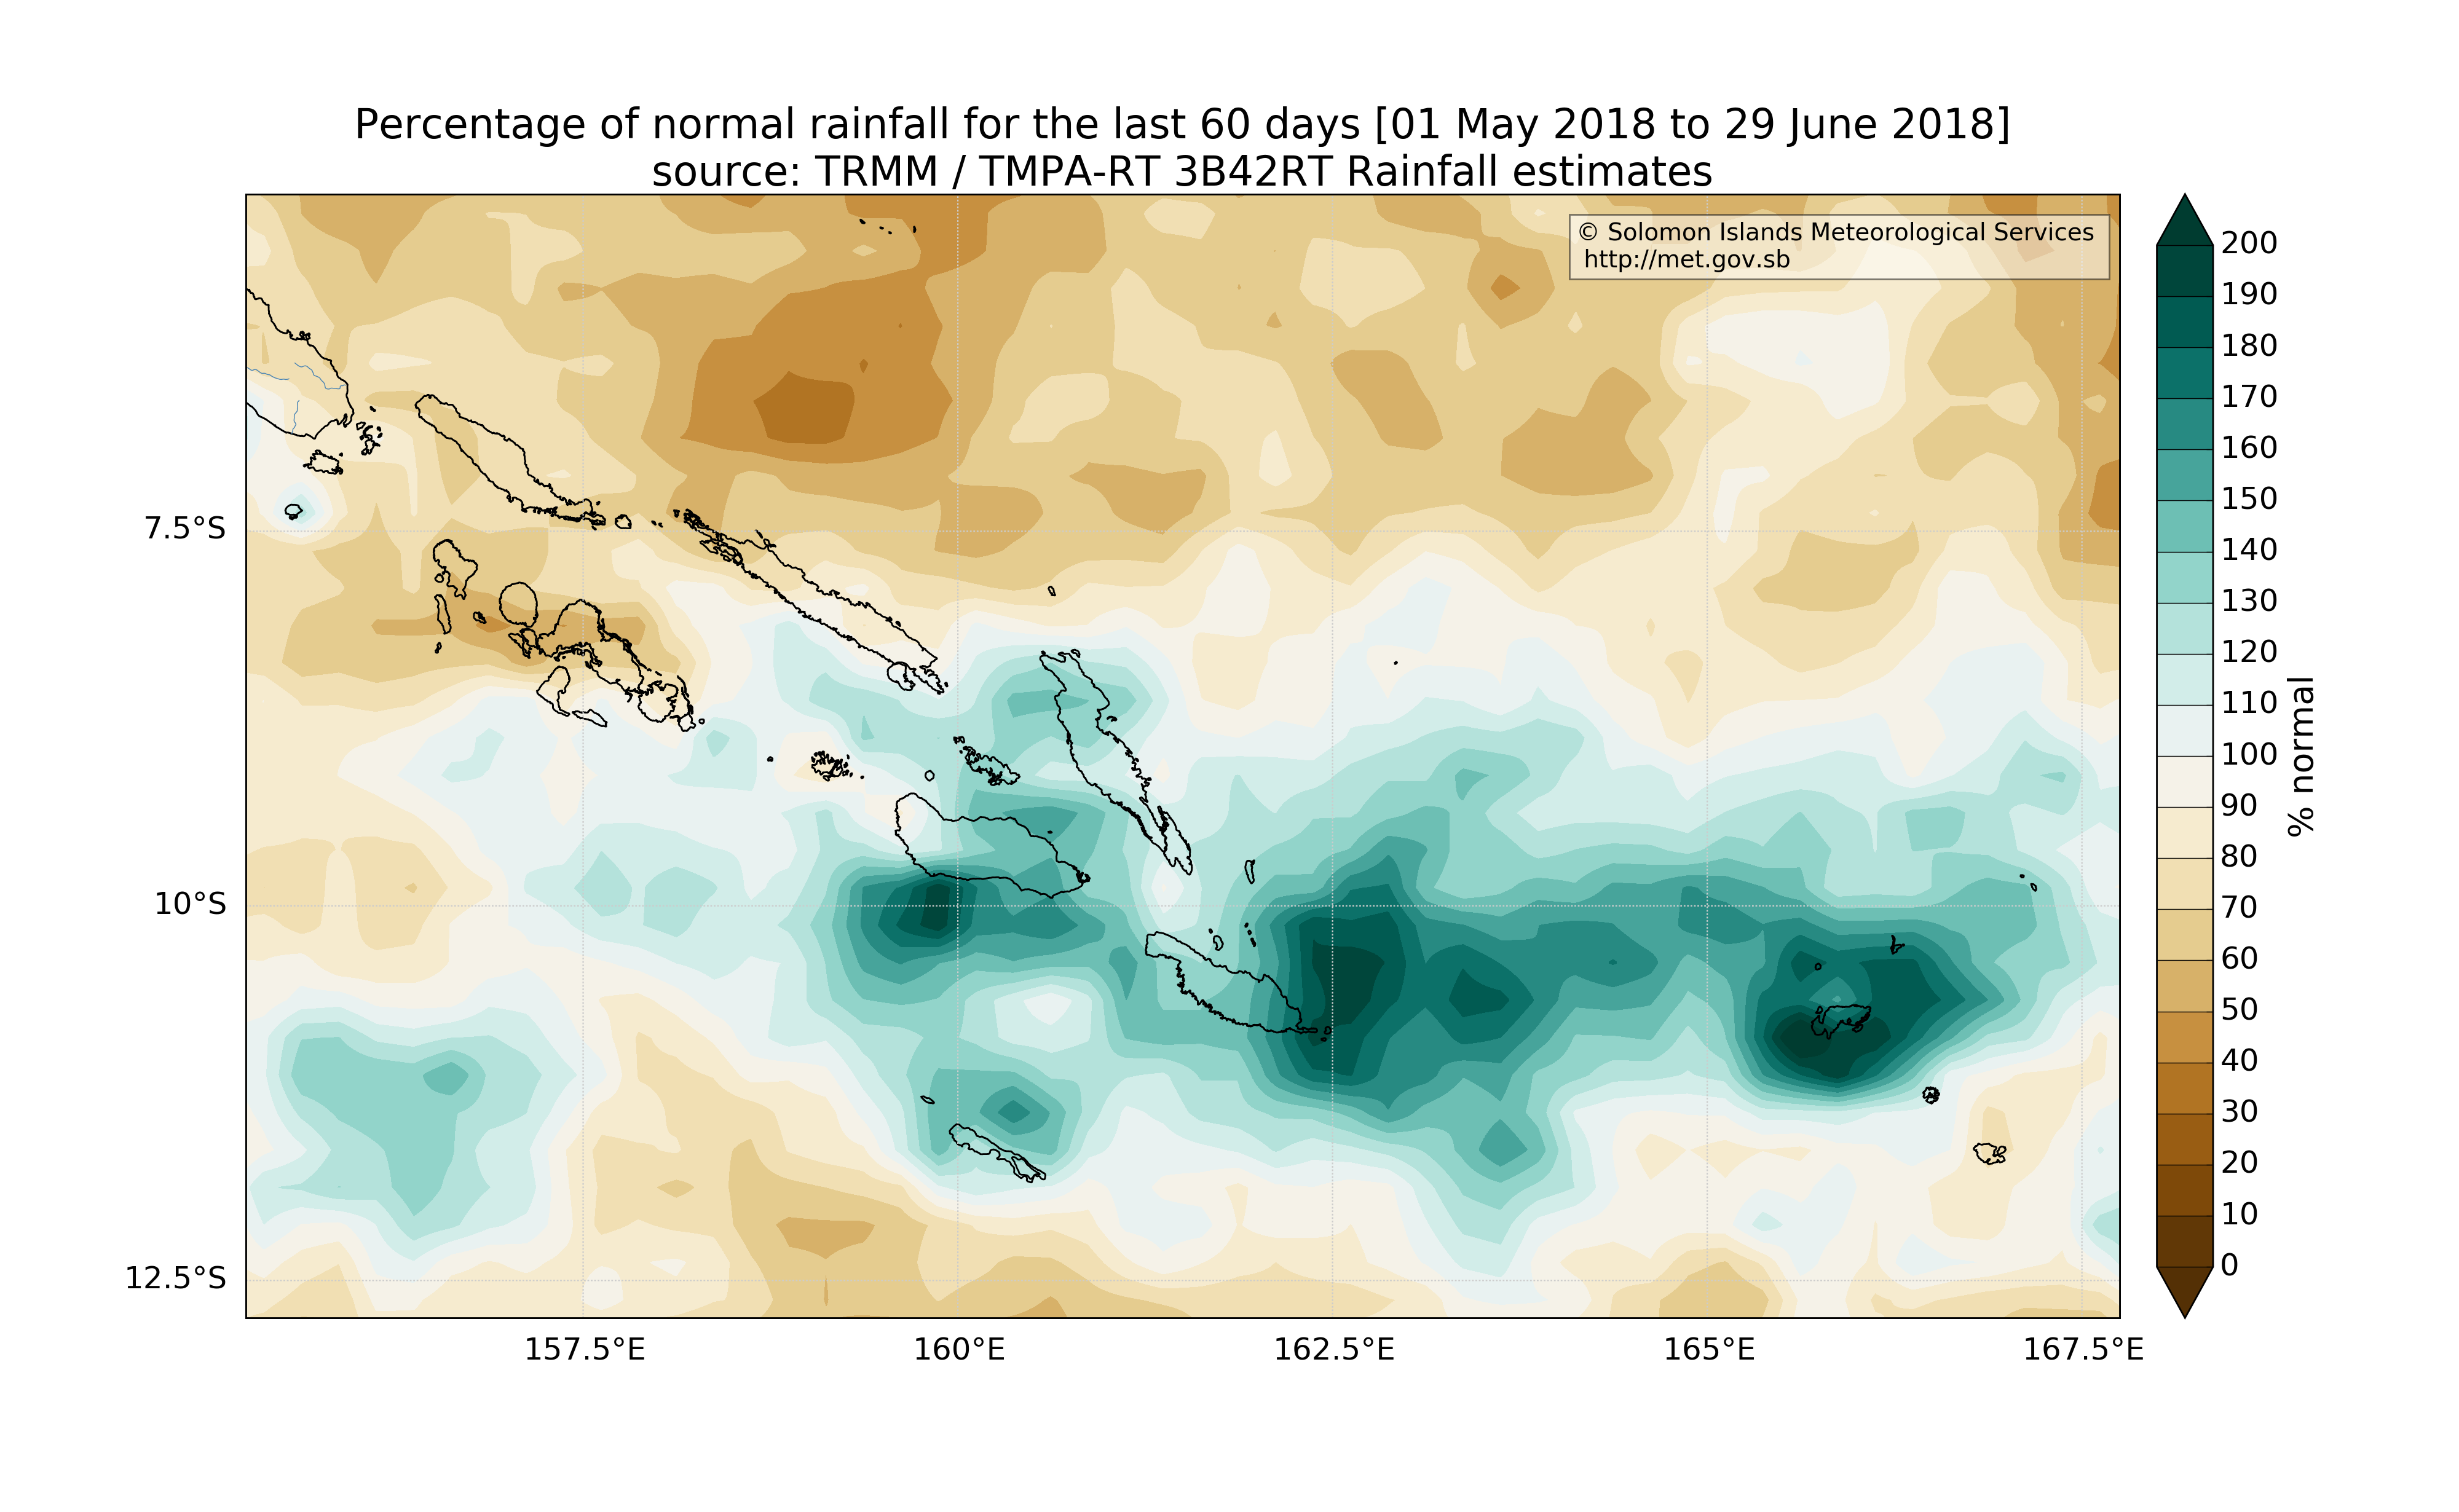 Percentage of normal rainfall for the last 60 days [01 May 2018 to 29 June 2018]
source: TRMM / TMPA-RT 3B42RT Rainfall estimates
© Solomon Islands Meteorological Services
http://met.gov.sb
7.5°S
10°S
12.5°S
157.5°E
160°E
162.5°E
165°E
167.5°E
200
190
180
170
160
150
140
130
120
110
100
90
80
70
60
50
40
30
20
10
0
% normal